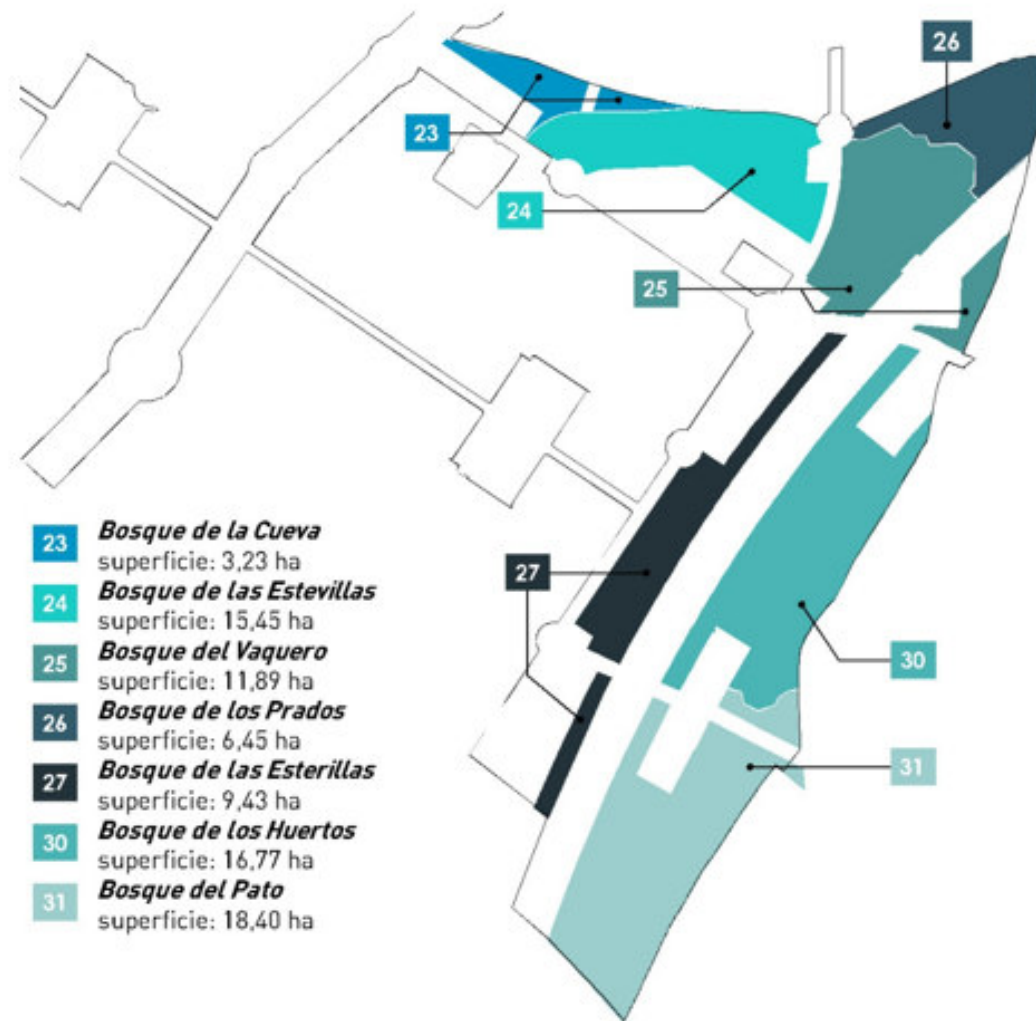 26
23
24
25
27
30
31
23
Bosque de la Cueva
superficie: 3,23 ha
24
Bosque de las Estevillas
superficie: 15,45 ha
25
Bosque del Vaquero
superficie: 11,89 ha
26
Bosque de los Prados
superficie: 6,45 ha
27
Bosque de las Esterillas
superficie: 9,43 ha
30
Bosque de los Huertos
superficie: 16,77 ha
31
Bosque del Pato
superficie: 18,40 ha